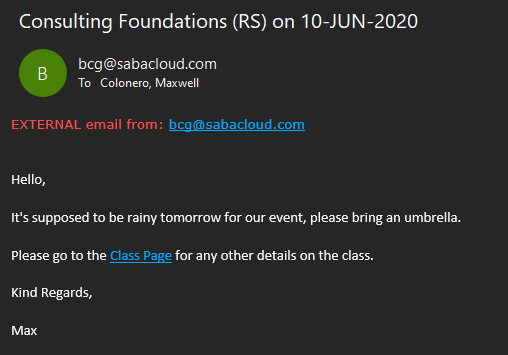 Consulting Foundations (RS) on 10-JUN-2020
B
bcg@sabacloud.com
To Colonero, Maxwell
EXTERNAL email from: bcg@sabacloud.com
Hello,
It's supposed to be rainy tomorrow for our event, please bring an umbrella.
Please go to the Class Page for any other details on the class.
Kind Regards,
Max